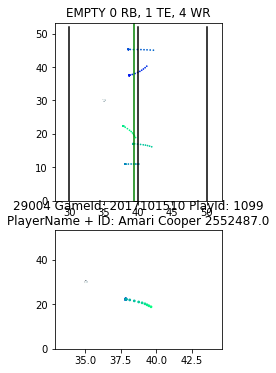 EMPTY 0 RB, 1 TE, 4 WR
50
40
30
20
10
0
30 35 40 45 50
29004 GameId: 2017101510 PlayId: 1099
PlayerName + ID: Amari Cooper 2552487.0
40
20
0
35.0 37.5 40.0 42.5